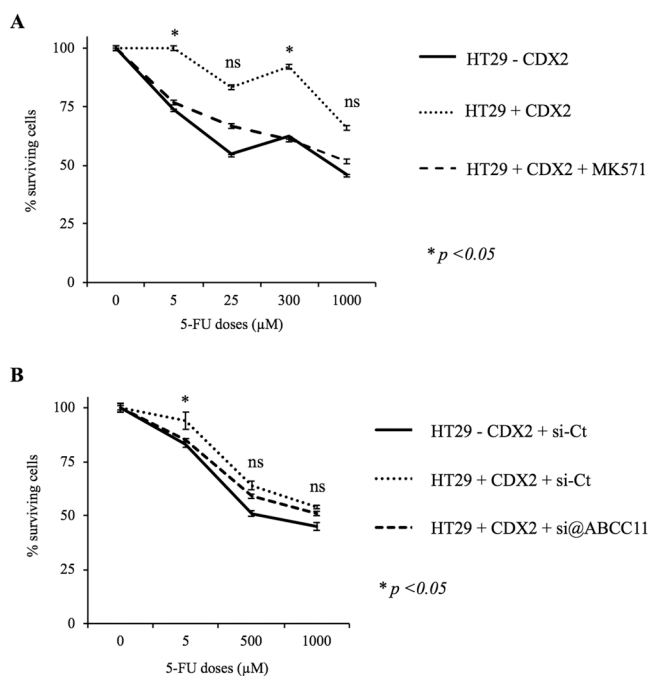 A
% surviving cells
100
75
50
25
0
* ns * ns
0 5 25 300 1000
5-FU doses (µM)
HT29 - CDX2
HT29 + CDX2
HT29 + CDX2 + MK571
* p <0.05
B
% surviving cells
100
75
50
25
0
* ns ns
0 5 500 1000
5-FU doses (µM)
HT29 - CDX2 + si-Ct
HT29 + CDX2 + si-Ct
HT29 + CDX2 + si@ABCC11
* p <0.05